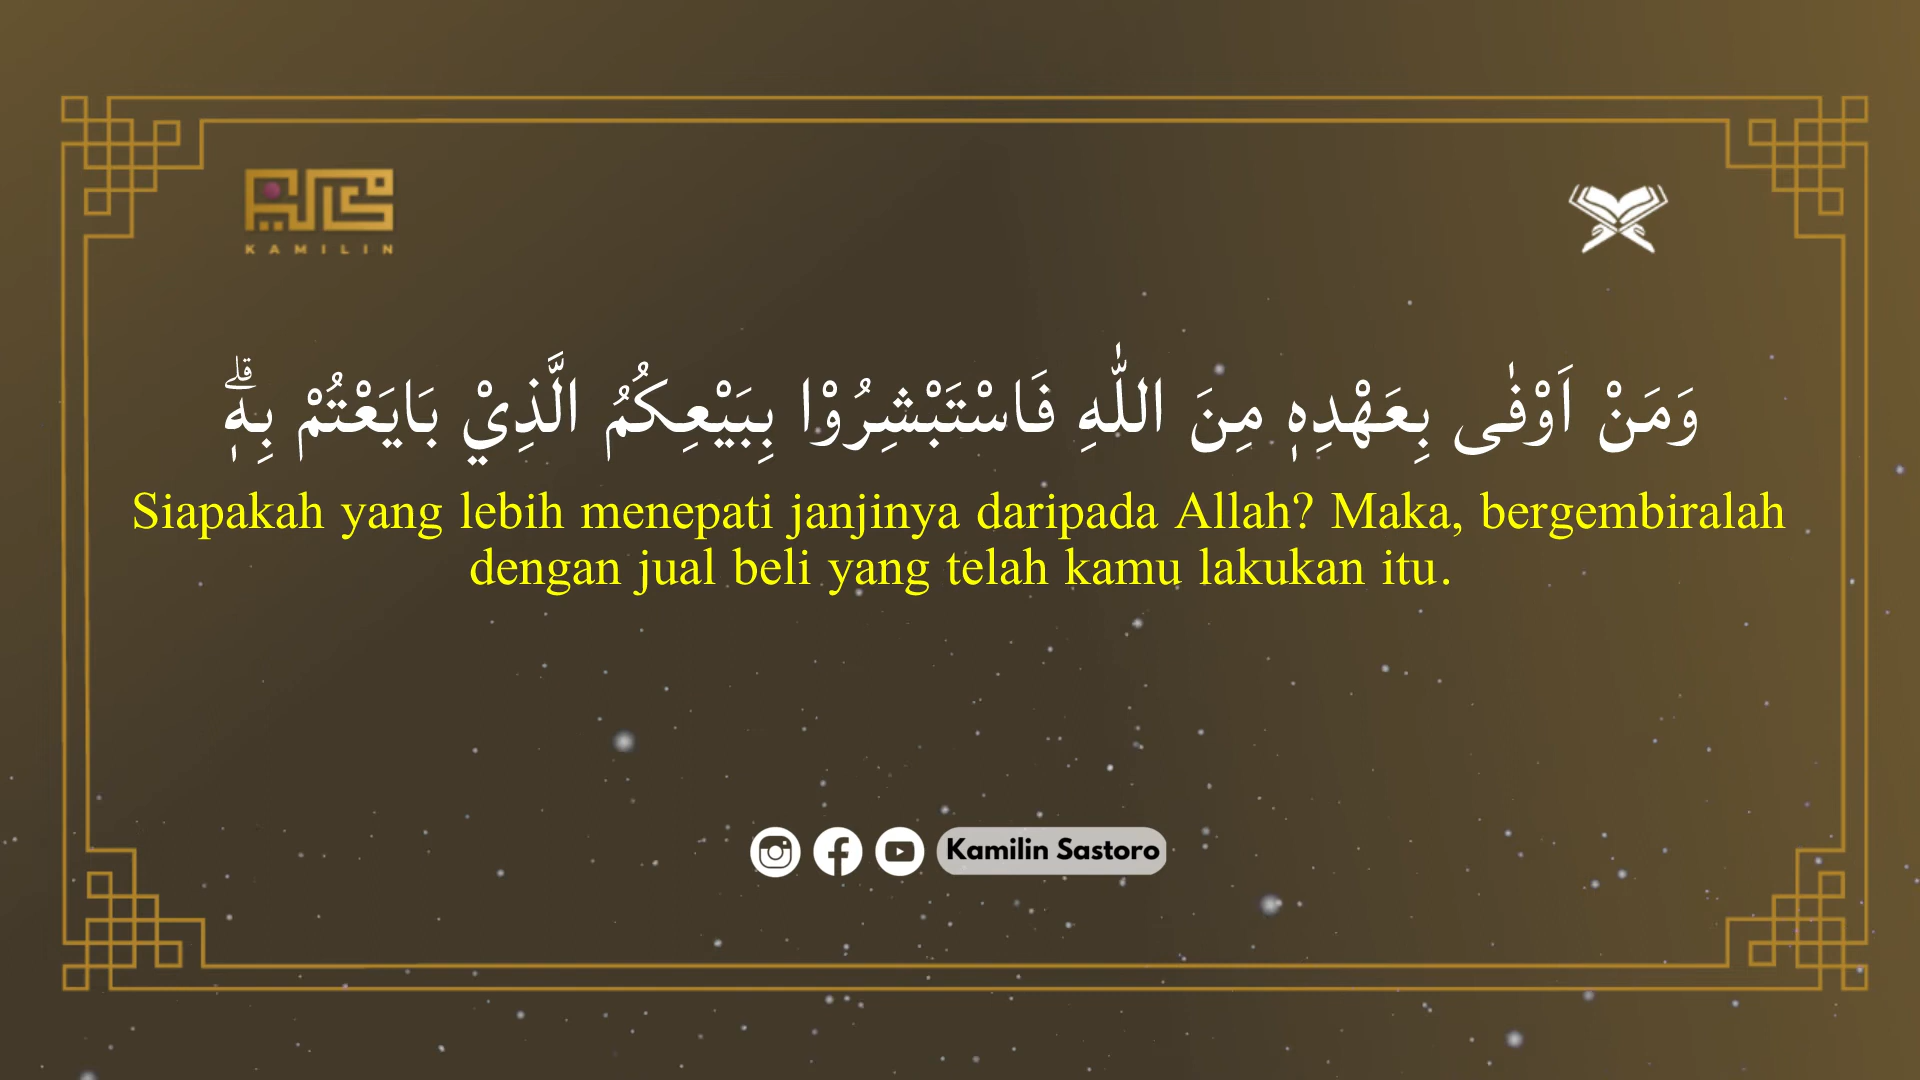 KAMILIN
وَمَنْ اَوْفٰى بِعَهْدِهٖ مِنَ اللّٰهِ فَاسْتَبْشِرُوْا بِبَيْعِكُمُ الَّذِيْ بَايَعْتُمْ بِهٖۗ
Siapakah yang lebih menepati janjinya daripada Allah? Maka, bergembiralah
dengan jual beli yang telah kamu lakukan itu.
Kamilin Sastoro